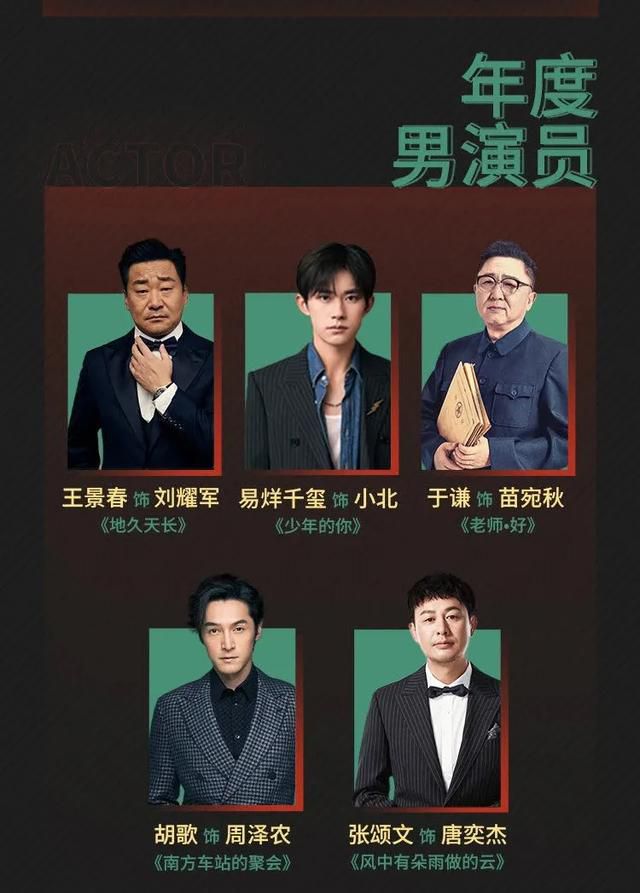 年度
男演员
ACTOR
王景春 饰 刘耀军
《地久天长》
易烊千玺 饰 小北
《少年的你》
于谦 饰 苗宛秋
《老师•好》
胡歌 饰 周泽农
《南方车站的聚会》
张颂文 饰 唐奕杰
《风中有朵雨做的云》